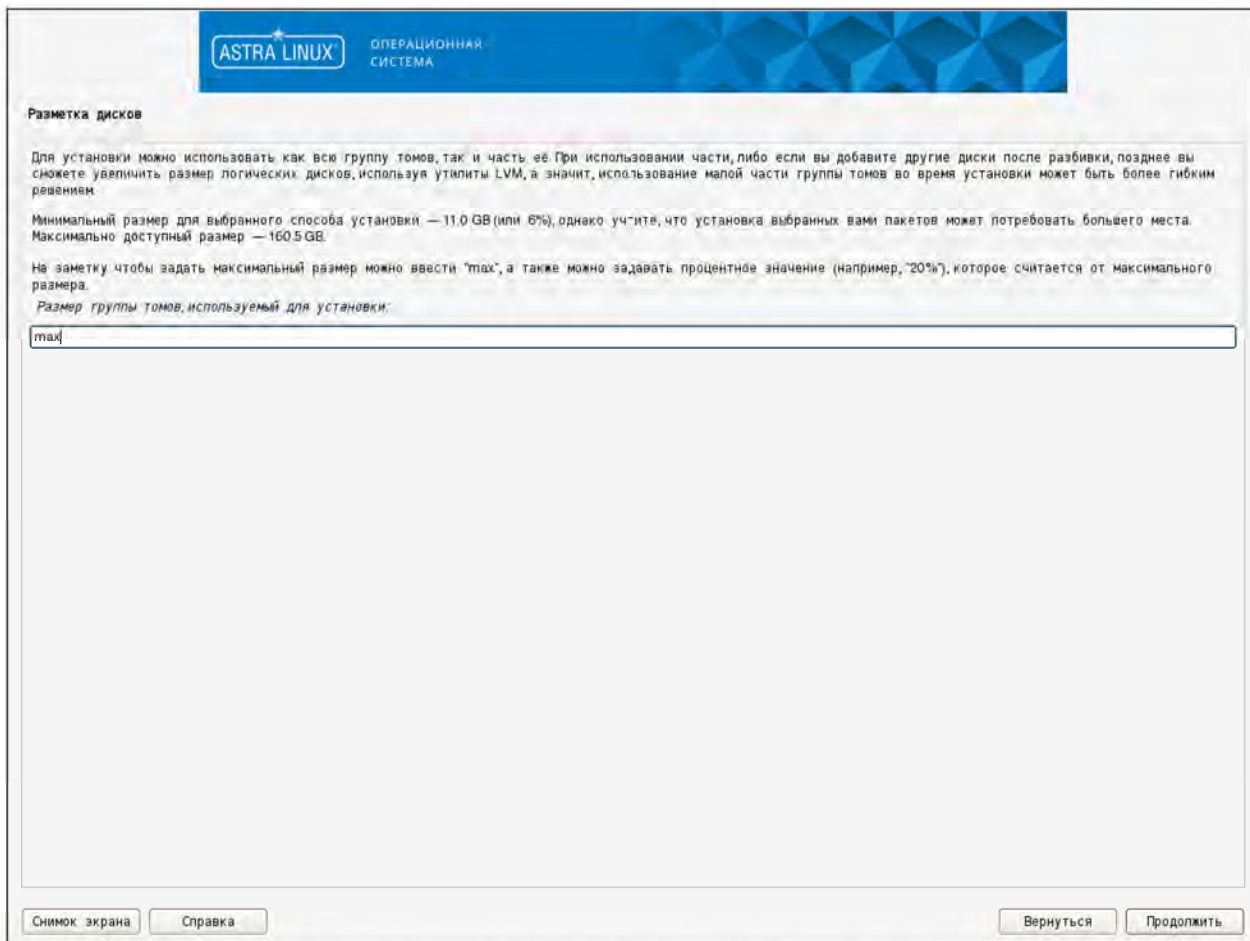 ASTRA LINUX
ОПЕРАЦИОННАЯ
СИСТЕМА
Разметка дисков
Для установки можно использовать как всю группу томов, так и часть её. При использовании части, либо если вы добавите другие диски после разбивки, позднее вы
сможете увеличить размер логических дисков, используя утилиты LVM, а значит, использование малой части группы томов во время установки может быть более гибким
решением.
Минимальный размер для выбранного способа установки — 11.0 GB (или 6%), однако учтите, что установка выбранных вами пакетов может потребовать большего места.
Максимально доступный размер — 160.5 GB.
На заметку чтобы задать максимальный размер можно ввести "max", а также можно задавать процентное значение (например, "20%"), которое считается от максимального
размера.
Размер группы томов, используемый для установки:
max
Снимок экрана Справка Вернуться Продолжить